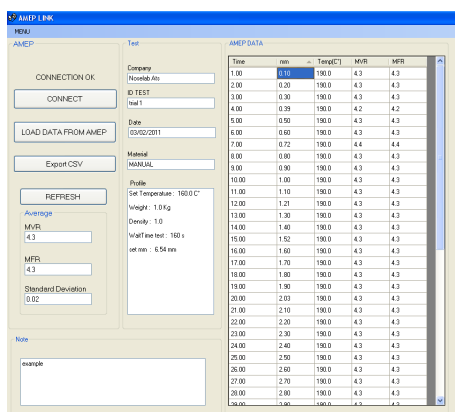 AMEP LINK
MENU
AMEP
CONNECTION OK
CONNECT
LOAD DATA FROM AMEP
Export CSV
REFRESH
Average
MVR
4.3
MFR
4.3
Standard Deviation
0.02
Test
Company
Noselab Ats
ID TEST
trial 1
Date
03/02/2011
Material
MANUAL
Profile
Set Temperature : 160.0 C°
Weight : 1.0 Kg
Density : 1.0
WaitTime test : 160 s
set mm : 6.54 mm
Note
example
AMEP DATA
Time mm Temp(C°) MVR MFR
1.00 0.10 190.0 4.3 4.3
2.00 0.20 190.0 4.3 4.3
3.00 0.30 190.0 4.3 4.3
4.00 0.39 190.0 4.2 4.2
5.00 0.50 190.0 4.3 4.3
6.00 0.60 190.0 4.3 4.3
7.00 0.72 190.0 4.4 4.4
8.00 0.80 190.0 4.3 4.3
9.00 0.90 190.0 4.3 4.3
10.00 1.00 190.0 4.3 4.3
11.00 1.10 190.0 4.3 4.3
12.00 1.21 190.0 4.3 4.3
13.00 1.30 190.0 4.3 4.3
14.00 1.40 190.0 4.3 4.3
15.00 1.52 190.0 4.3 4.3
16.00 1.60 190.0 4.3 4.3
17.00 1.70 190.0 4.3 4.3
18.00 1.80 190.0 4.3 4.3
19.00 1.90 190.0 4.3 4.3
20.00 2.03 190.0 4.3 4.3
21.00 2.10 190.0 4.3 4.3
22.00 2.20 190.0 4.3 4.3
23.00 2.30 190.0 4.3 4.3
24.00 2.40 190.0 4.3 4.3
25.00 2.50 190.0 4.3 4.3
26.00 2.60 190.0 4.3 4.3
27.00 2.70 190.0 4.3 4.3
28.00 2.80 190.0 4.3 4.3
29.00 2.90 190.0 4.3 4.3